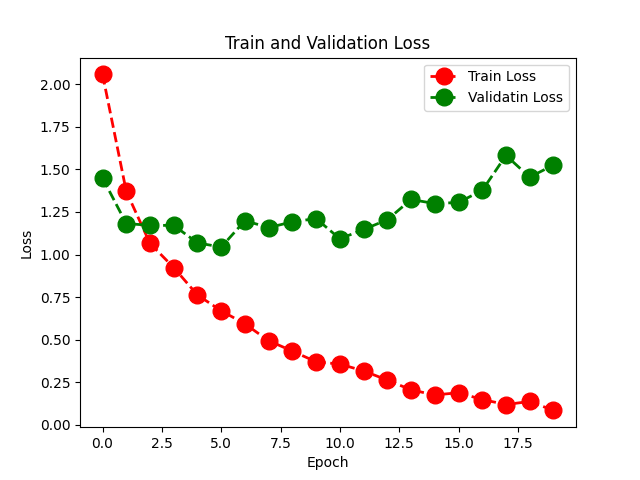 Train and Validation Loss
Train Loss
Validatin Loss
2.00
1.75
1.50
1.25
1.00
0.75
0.50
0.25
0.00
Loss
0.0 2.5 5.0 7.5 10.0 12.5 15.0 17.5
Epoch